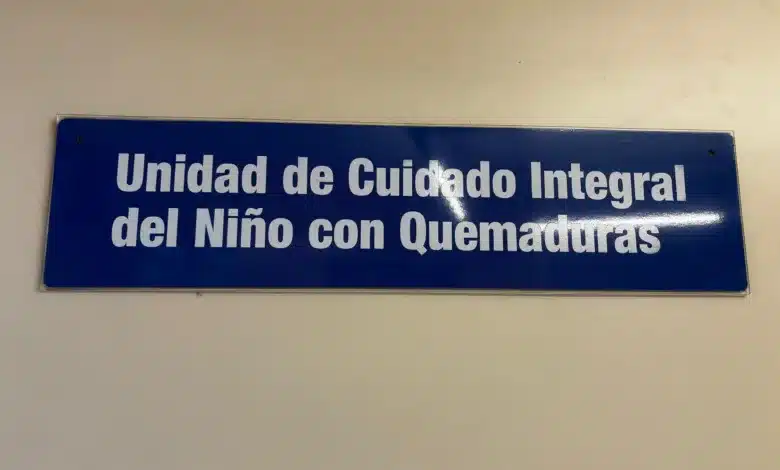 Unidad de Cuidado Integral
del Niño con Quemaduras